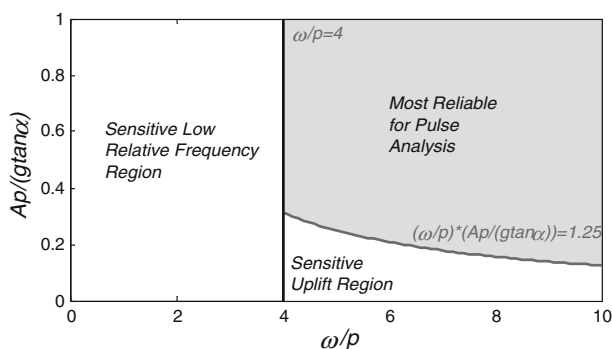 1
0.8
0.6
0.4
0.2
0
Ap/(gtanα)
ω/p=4
Most Reliable
for Pulse
Analysis
Sensitive Low
Relative Frequency
Region
(ω/p)*(Ap/(gtanα))=1.25
Sensitive
Uplift Region
0 2 4 6 8 10
ω/p